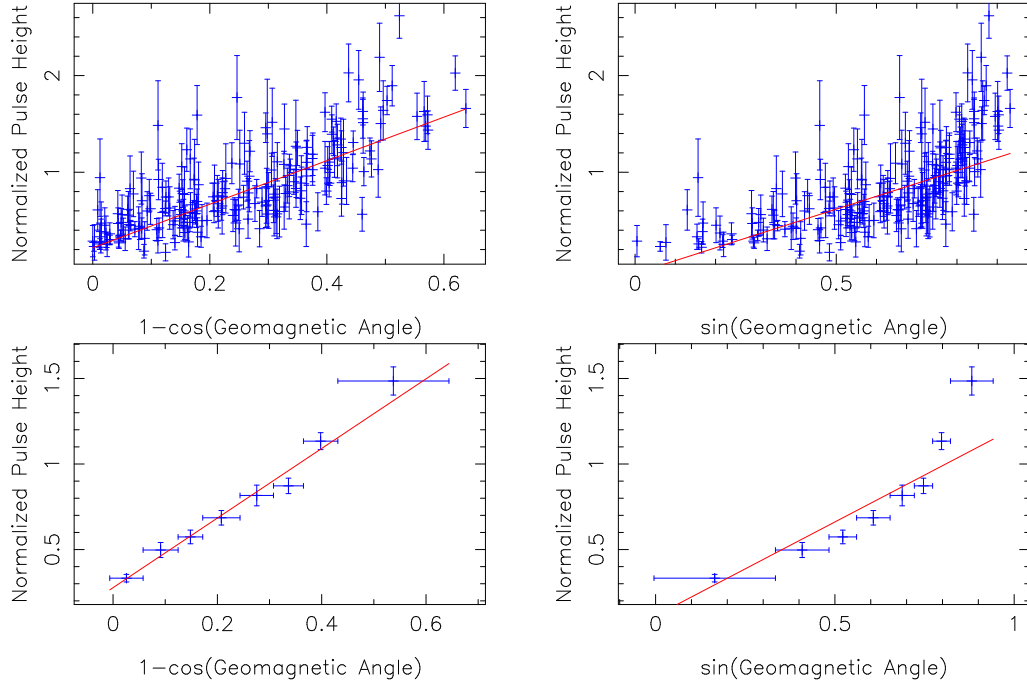 Normalized Pulse Height
2
1
0
0.2
0.4
0.6
1−cos(Geomagnetic Angle)
Normalized Pulse Height
2
1
0.5
sin(Geomagnetic Angle)
Normalized Pulse Height
1.5
1
0.5
0
0.2
0.4
0.6
1−cos(Geomagnetic Angle)
Normalized Pulse Height
1.5
1
0.5
0
0.5
1
sin(Geomagnetic Angle)